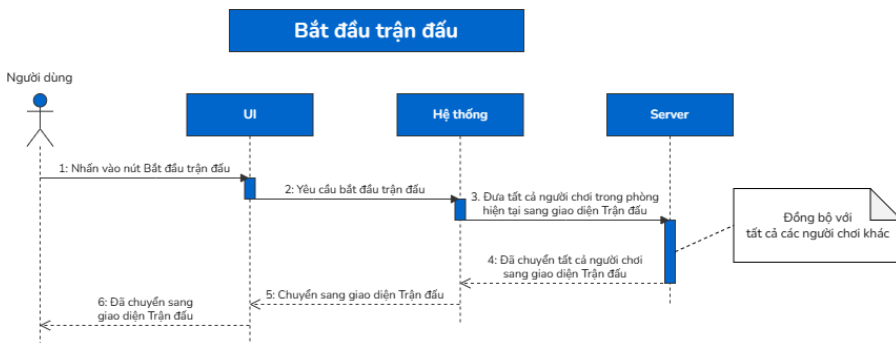 Bắt đầu trận đấu
Người dùng
UI
Hệ thống
Server
1: Nhấn vào nút Bắt đầu trận đấu
2: Yêu cầu bắt đầu trận đấu
3. Đưa tất cả người chơi trong phòng
hiện tại sang giao diện Trận đấu
Đồng bộ với
tất cả các người chơi khác
4: Đã chuyển tất cả người chơi
sang giao diện Trận đấu
5: Chuyển sang giao diện Trận đấu
6: Đã chuyển sang
giao diện Trận đấu